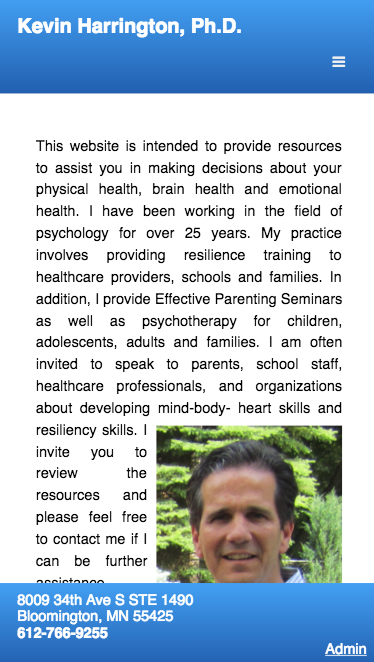 Kevin Harrington, Ph.D.
This website is intended to provide resources
to assist you in making decisions about your
physical health, brain health and emotional
health. I have been working in the field of
psychology for over 25 years. My practice
involves providing resilience training to
healthcare providers, schools and families. In
addition, I provide Effective Parenting Seminars
as well as psychotherapy for children,
adolescents, adults and families. I am often
invited to speak to parents, school staff,
healthcare professionals, and organizations
about developing mind-body- heart skills and
resiliency skills. I
invite you to
review the
resources and
please feel free
to contact me if I
can be further
assistance
8009 34th Ave S STE 1490
Bloomington, MN 55425
612-766-9255
Admin